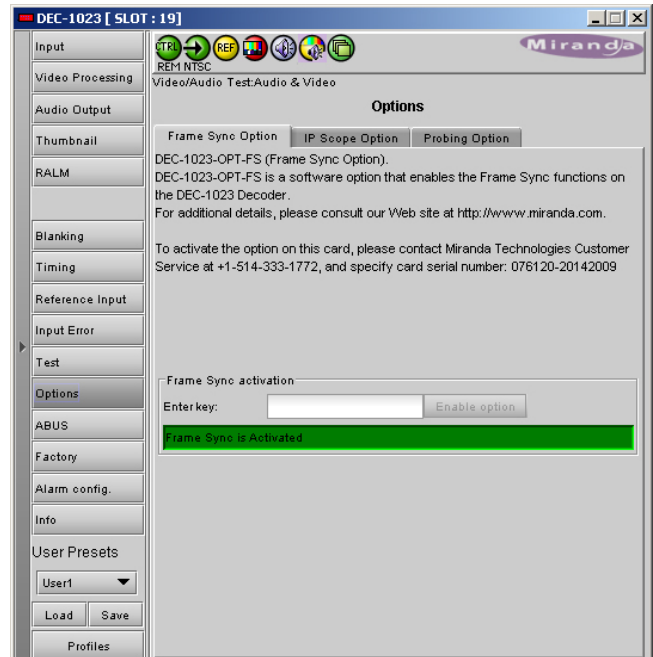 DEC-1023 [ SLOT : 19]
Input
Video Processing
Audio Output
Thumbnail
RALM
Blanking
Timing
Reference Input
Input Error
Test
Options
ABUS
Factory
Alarm config.
Info
User Presets
User1
Load Save
Profiles
CTRL REF
REM NTSC
Miranda
Video/Audio Test:Audio & Video
Options
Frame Sync Option IP Scope Option Probing Option
DEC-1023-OPT-FS (Frame Sync Option).
DEC-1023-OPT-FS is a software option that enables the Frame Sync functions on
the DEC-1023 Decoder.
For additional details, please consult our Web site at http://www.miranda.com.
To activate the option on this card, please contact Miranda Technologies Customer
Service at +1-514-333-1772, and specify card serial number: 076120-20142009
Frame Sync activation
Enter key: Enable option
Frame Sync is Activated